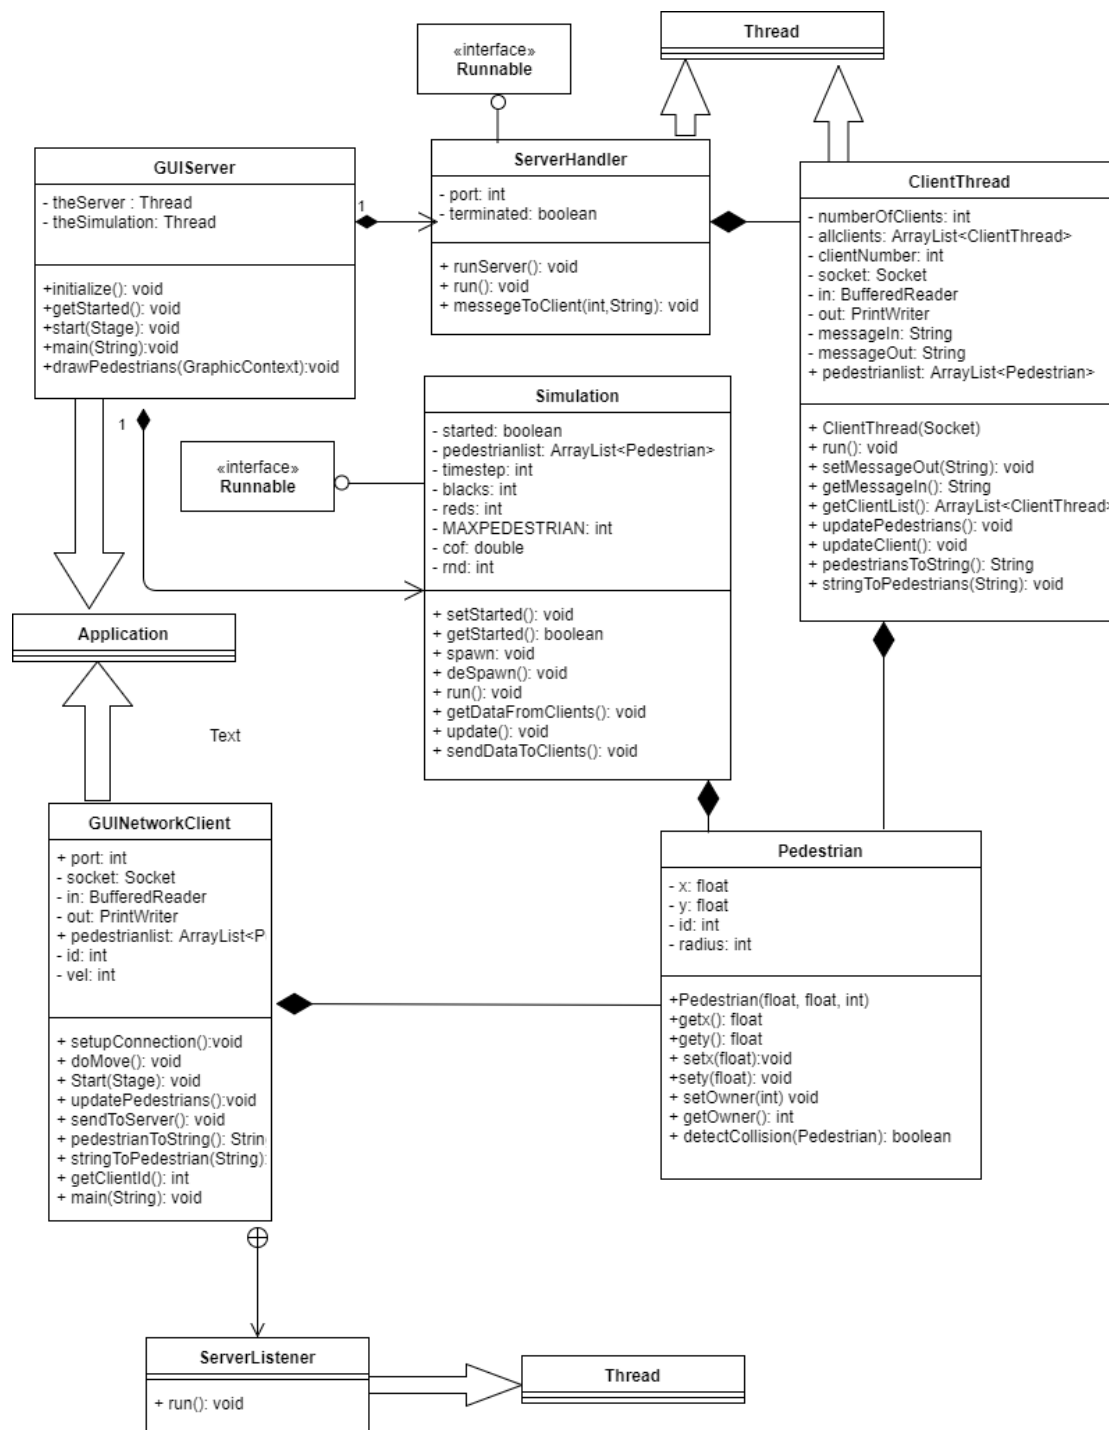 Thread
«interface»
Runnable
ServerHandler
- port: int
- terminated: boolean
+ runServer(): void
+ run(): void
+ messegeToClient(int,String): void
GUIServer
- theServer : Thread
- theSimulation: Thread
+initialize(): void
+getStarted(): void
+start(Stage): void
+main(String):void
+drawPedestrians(GraphicContext):void
1
1
ClientThread
- numberOfClients: int
- allclients: ArrayList<ClientThread>
- clientNumber: int
- socket: Socket
- in: BufferedReader
- out: PrintWriter
- messageIn: String
- messageOut: String
+ pedestrianlist: ArrayList<Pedestrian>
+ ClientThread(Socket)
+ run(): void
+ setMessageOut(String): void
+ getMessageIn(): String
+ getClientList(): ArrayList<ClientThread>
+ updatePedestrians(): void
+ updateClient(): void
+ pedestriansToString(): String
+ stringToPedestrians(String): void
«interface»
Runnable
Simulation
- started: boolean
- pedestrianlist: ArrayList<Pedestrian>
- timestep: int
- blacks: int
- reds: int
- MAXPEDESTRIAN: int
- cof: double
- rnd: int
+ setStarted(): void
+ getStarted(): boolean
+ spawn: void
+ deSpawn(): void
+ run(): void
+ getDataFromClients(): void
+ update(): void
+ sendDataToClients(): void
Application
Text
GUINetworkClient
+ port: int
- socket: Socket
- in: BufferedReader
- out: PrintWriter
+ pedestrianlist: ArrayList<P
- id: int
- vel: int
+ setupConnection():void
+ doMove(): void
+ Start(Stage): void
+ updatePedestrians():void
+ sendToServer(): void
+ pedestrianToString(): Strin
+ stringToPedestrian(String):
+ getClientId(): int
+ main(String): void
Pedestrian
- x: float
- y: float
- id: int
- radius: int
+Pedestrian(float, float, int)
+getx(): float
+gety(): float
+ setx(float):void
+sety(float): void
+ setOwner(int) void
+ getOwner(): int
+ detectCollision(Pedestrian): boolean
ServerListener
+ run(): void
Thread